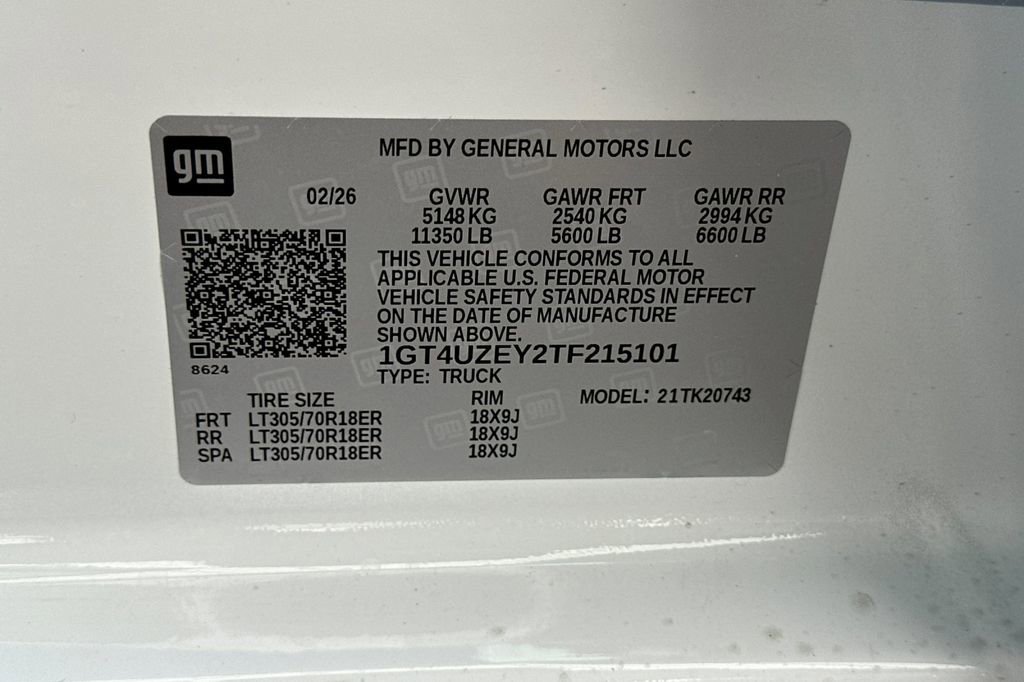 gm
MFD BY GENERAL MOTORS LLC
02/26 GVWR GAWR FRT GAWR RR
5148 KG 2540 KG 2994 KG
11350 LB 5600 LB 6600 LB
THIS VEHICLE CONFORMS TO ALL
APPLICABLE U.S. FEDERAL MOTOR
VEHICLE SAFETY STANDARDS IN EFFECT
ON THE DATE OF MANUFACTURE
SHOWN ABOVE.
1GT4UZEY2TF215101
8624
TYPE: TRUCK
TIRE SIZE RIM MODEL: 21TK20743
FRT LT305/70R18ER 18X9J
RR LT305/70R18ER 18X9J
SPA LT305/70R18ER 18X9J